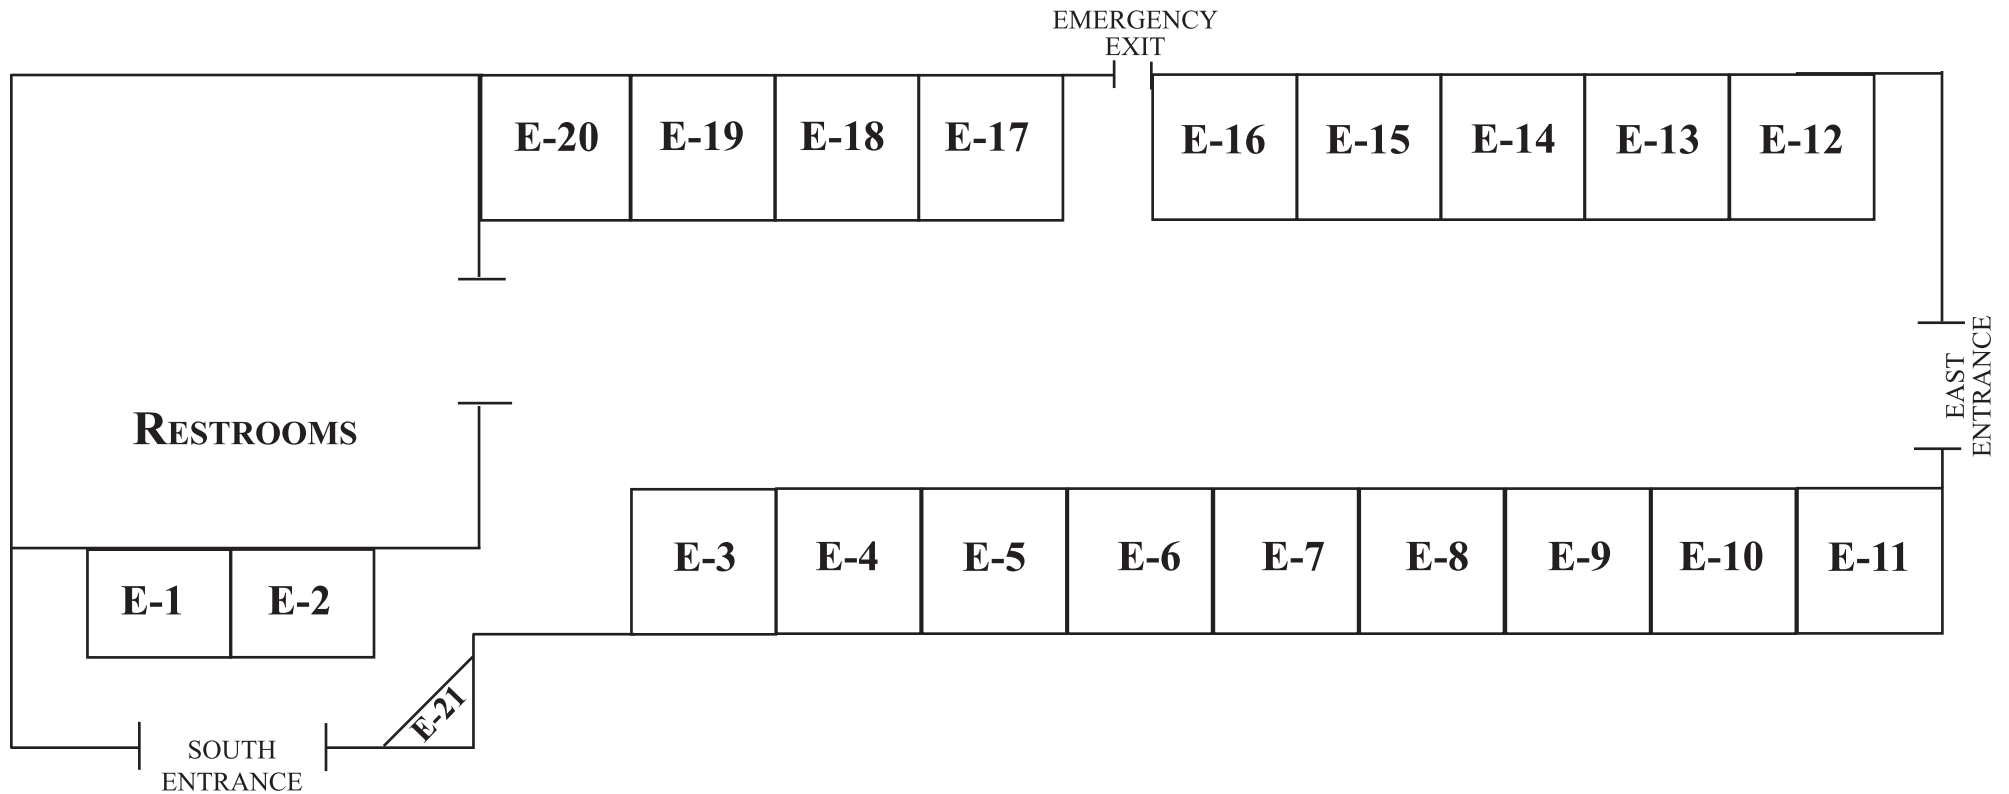 EMERGENCY
EXIT
E-20 E-19 E-18 E-17 E-16 E-15 E-14 E-13 E-12
EAST
ENTRANCE
RESTROOMS
E-3 E-4 E-5 E-6 E-7 E-8 E-9 E-10 E-11
E-1 E-2
E-21
SOUTH
ENTRANCE